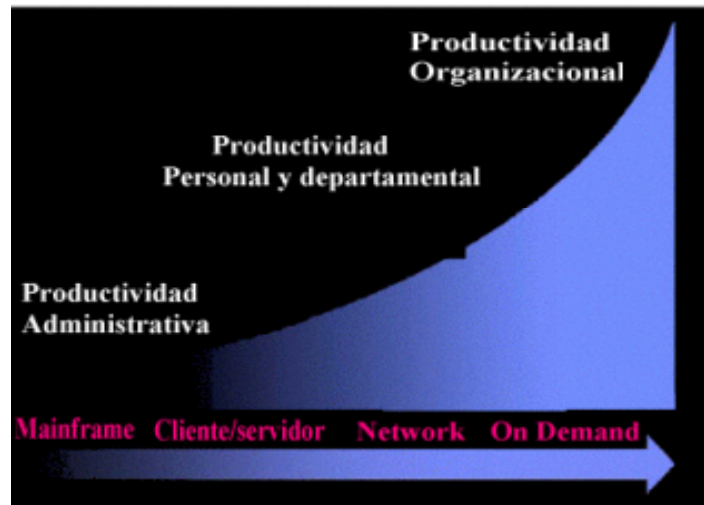 Productividad
Organizacional
Productividad
Personal y departamental
Productividad
Administrativa
Mainframe Cliente/servidor Network On Demand